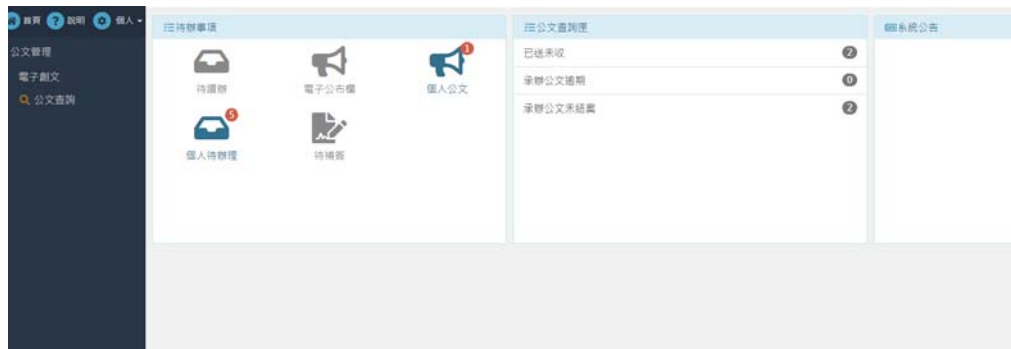 首頁 說明 個人
公文管理
電子創文
公文查詢
待辦事項
待還辦
電子公布欄
1
個人公文
5
個人待辦理
待補簽
公文查詢匣
已送未收 2
承辦公文逾期 0
承辦公文未結案 2
系統公告